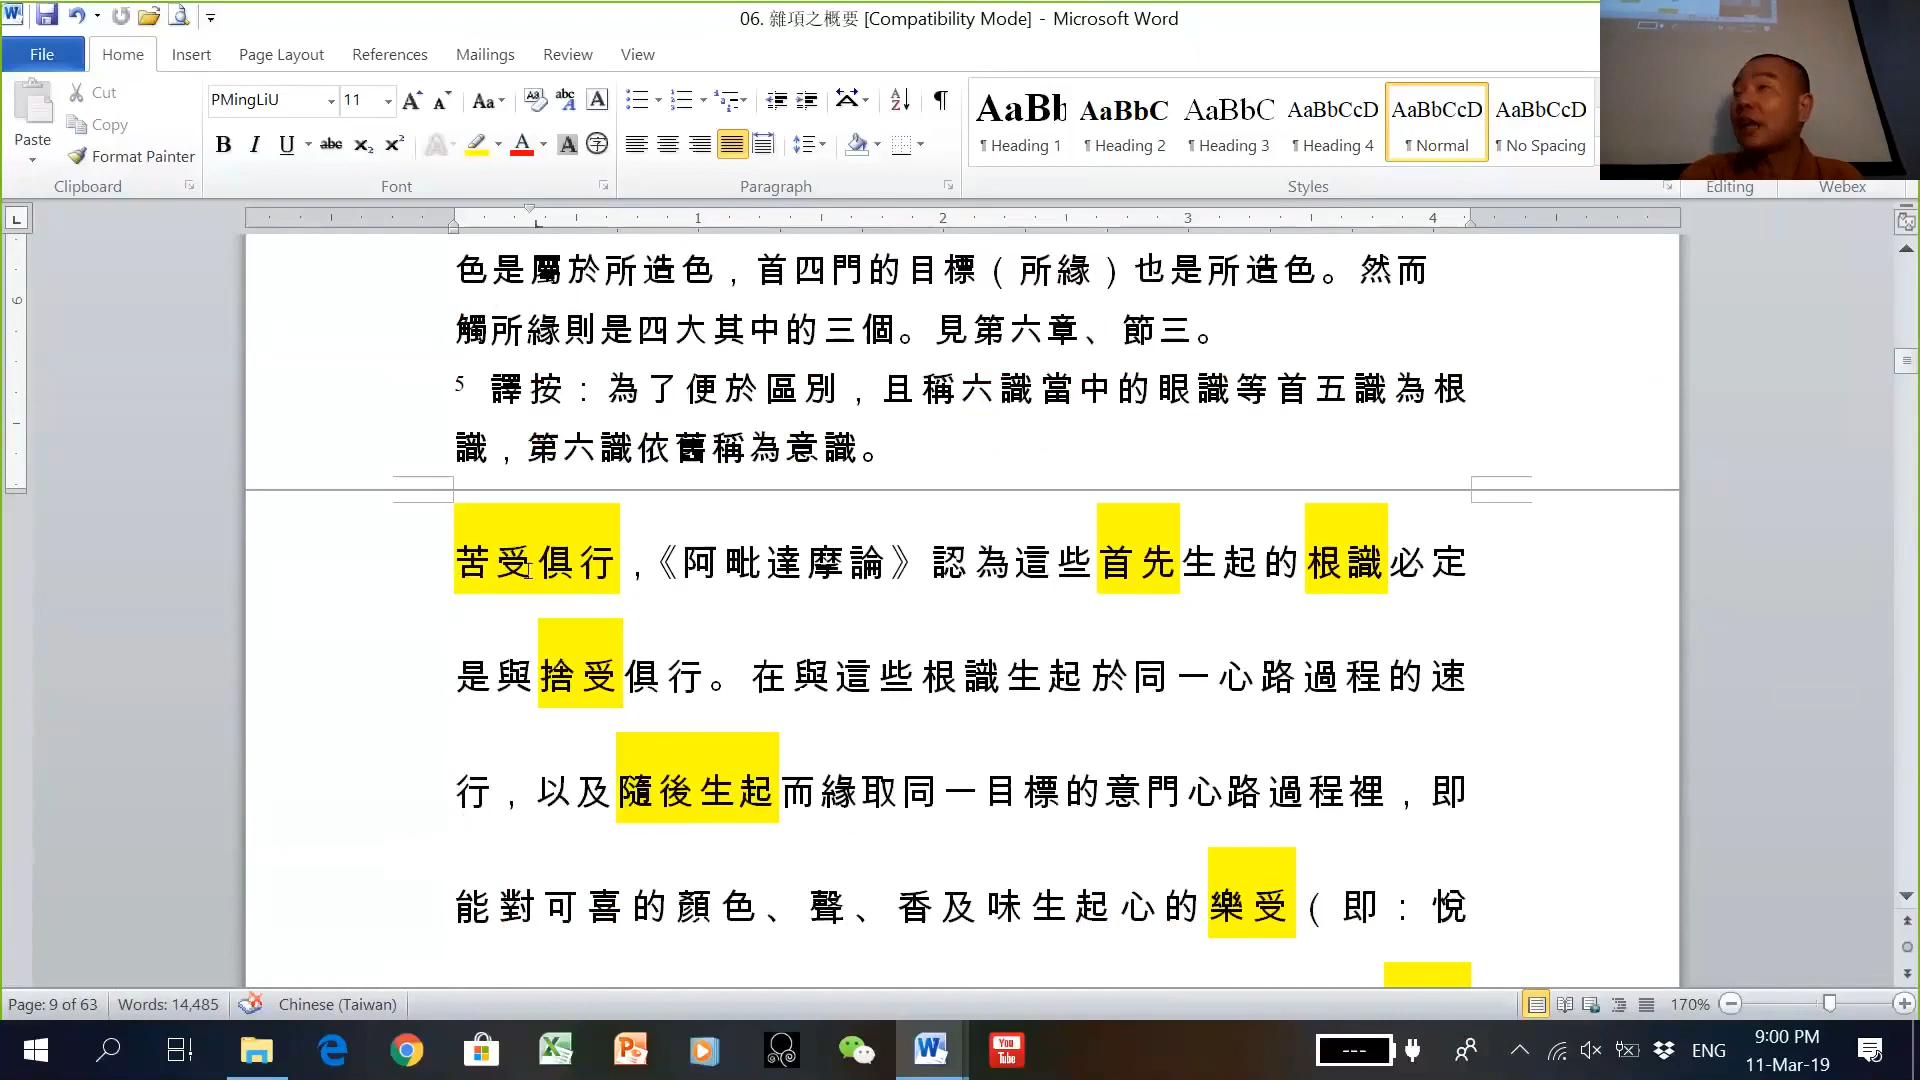 06. 雜項之概要 [Compatibility Mode] - Microsoft Word
File Home Insert Page Layout References Mailings Review View
Paste Cut Copy Format Painter
PMingLiU 11
AaBb AaBbC AaBbC AaBbCcD AaBbCcD AaBbCcD
¶ Heading 1 ¶ Heading 2 ¶ Heading 3 ¶ Heading 4 ¶ Normal ¶ No Spacing
Clipboard Font Paragraph Styles Editing Webex
1 2 3 4
色是屬於所造色，首四門的目標（所緣）也是所造色。然而
觸所緣則是四大其中的三個。見第六章、節三。
5 譯按：為了便於區別，且稱六識當中的眼識等首五識為根
識，第六識依舊稱為意識。
苦受俱行，《阿毗達摩論》認為這些首先生起的根識必定
是與捨受俱行。在與這些根識生起於同一心路過程的速
行，以及隨後生起而緣取同一目標的意門心路過程裡，即
能對可喜的顏色、聲、香及味生起心的樂受（即：悅
Page: 9 of 63 Words: 14,485 Chinese (Taiwan) 170%
You Tube ENG 9:00 PM
11-Mar-19